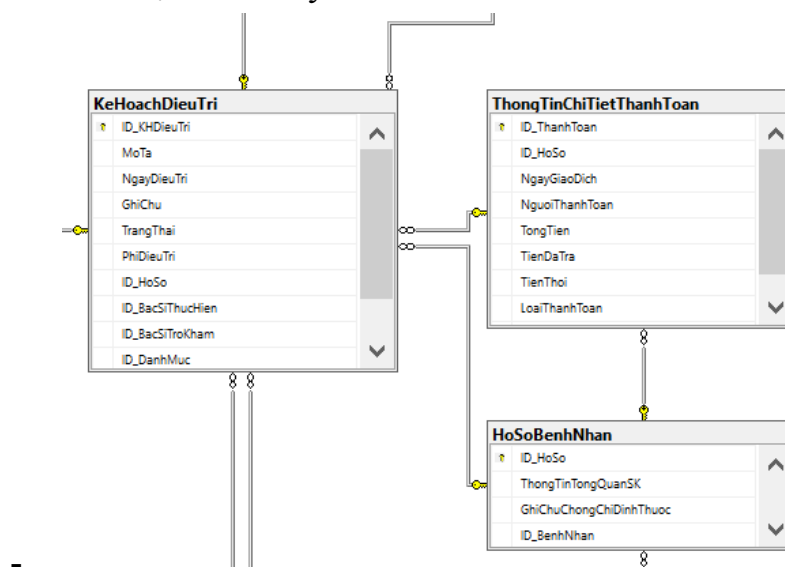 KeHoachDieuTri
ID_KHDieuTri
MoTa
NgayDieuTri
GhiChu
TrangThai
PhiDieuTri
ID_HoSo
ID_BacSiThucHien
ID_BacSiTroKham
ID_DanhMuc
ThongTinChiTietThanhToan
ID_ThanhToan
ID_HoSo
NgayGiaoDich
NguoiThanhToan
TongTien
TienDaTra
TienThoi
LoaiThanhToan
HoSoBenhNhan
ID_HoSo
ThongTinTongQuanSK
GhiChuChongChiDinhThuoc
ID_BenhNhan